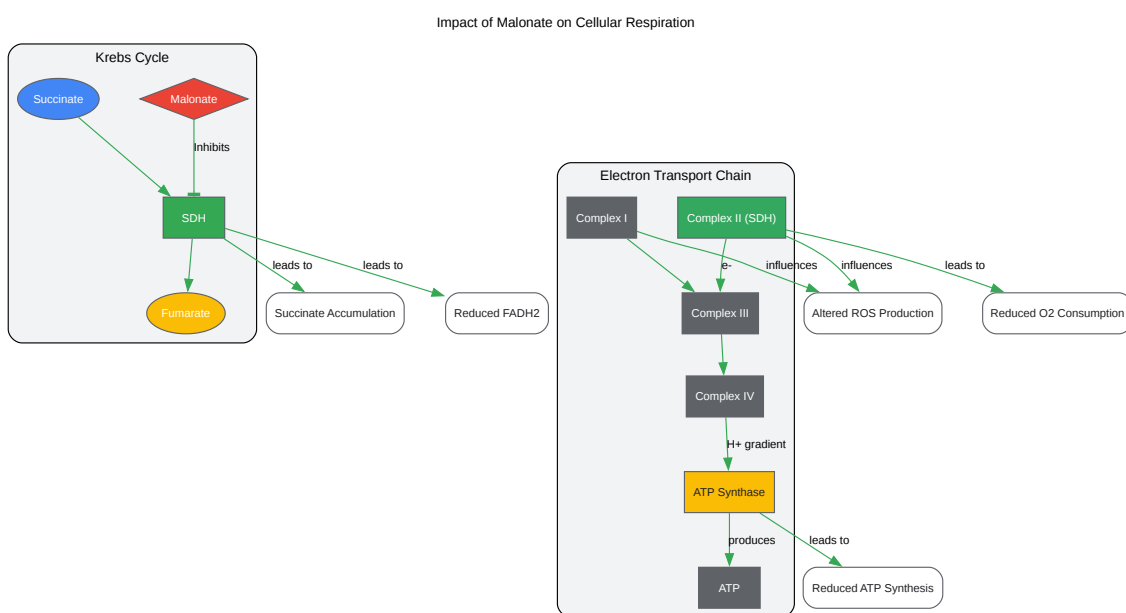 Impact of Malonate on Cellular Respiration
Krebs Cycle
Succinate
Malonate
Inhibits
Electron Transport Chain
SDH
Complex I
Complex II (SDH)
leads to
leads to
e-
influences
influences
leads to
Fumarate
Succinate Accumulation
Reduced FADH2
Complex III
Altered ROS Production
Reduced O2 Consumption
Complex IV
H+ gradient
ATP Synthase
produces
leads to
ATP
Reduced ATP Synthesis